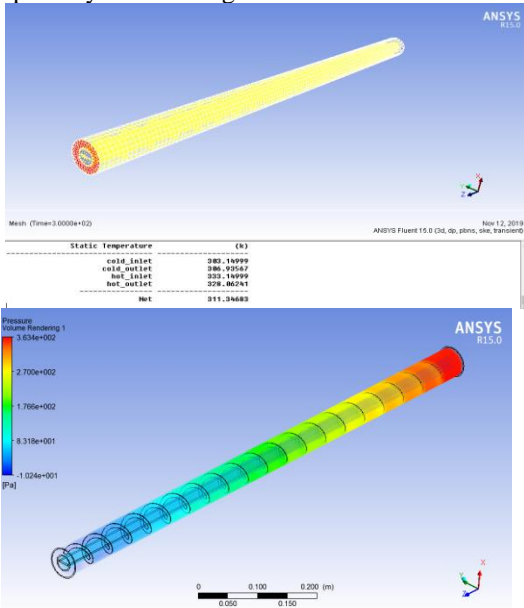 ANSYS
R15.0
Mesh (Time=3.0000e+02)
Nov 12, 2019
ANSYS Fluent 15.0 (3d, dp, pbns, ske, transient)
Static Temperature (k)
cold_inlet 303.14999
cold_outlet 306.93567
hot_inlet 333.14999
hot_outlet 328.06241
Net 311.34683
Pressure
Volume Rendering 1
ANSYS
R15.0
3.634e+002
2.700e+002
1.766e+002
8.318e+001
-1.024e+001
[Pa]
0 0.100 0.200 (m)
0.050 0.150
X
Y
Z